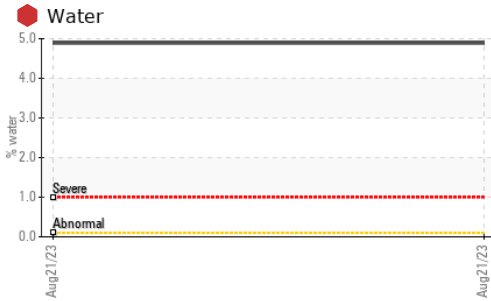 Water
5.0
4.0
3.0
2.0
1.0
0.0
% water
Severe
Abnormal
Aug21/23
Aug21/23